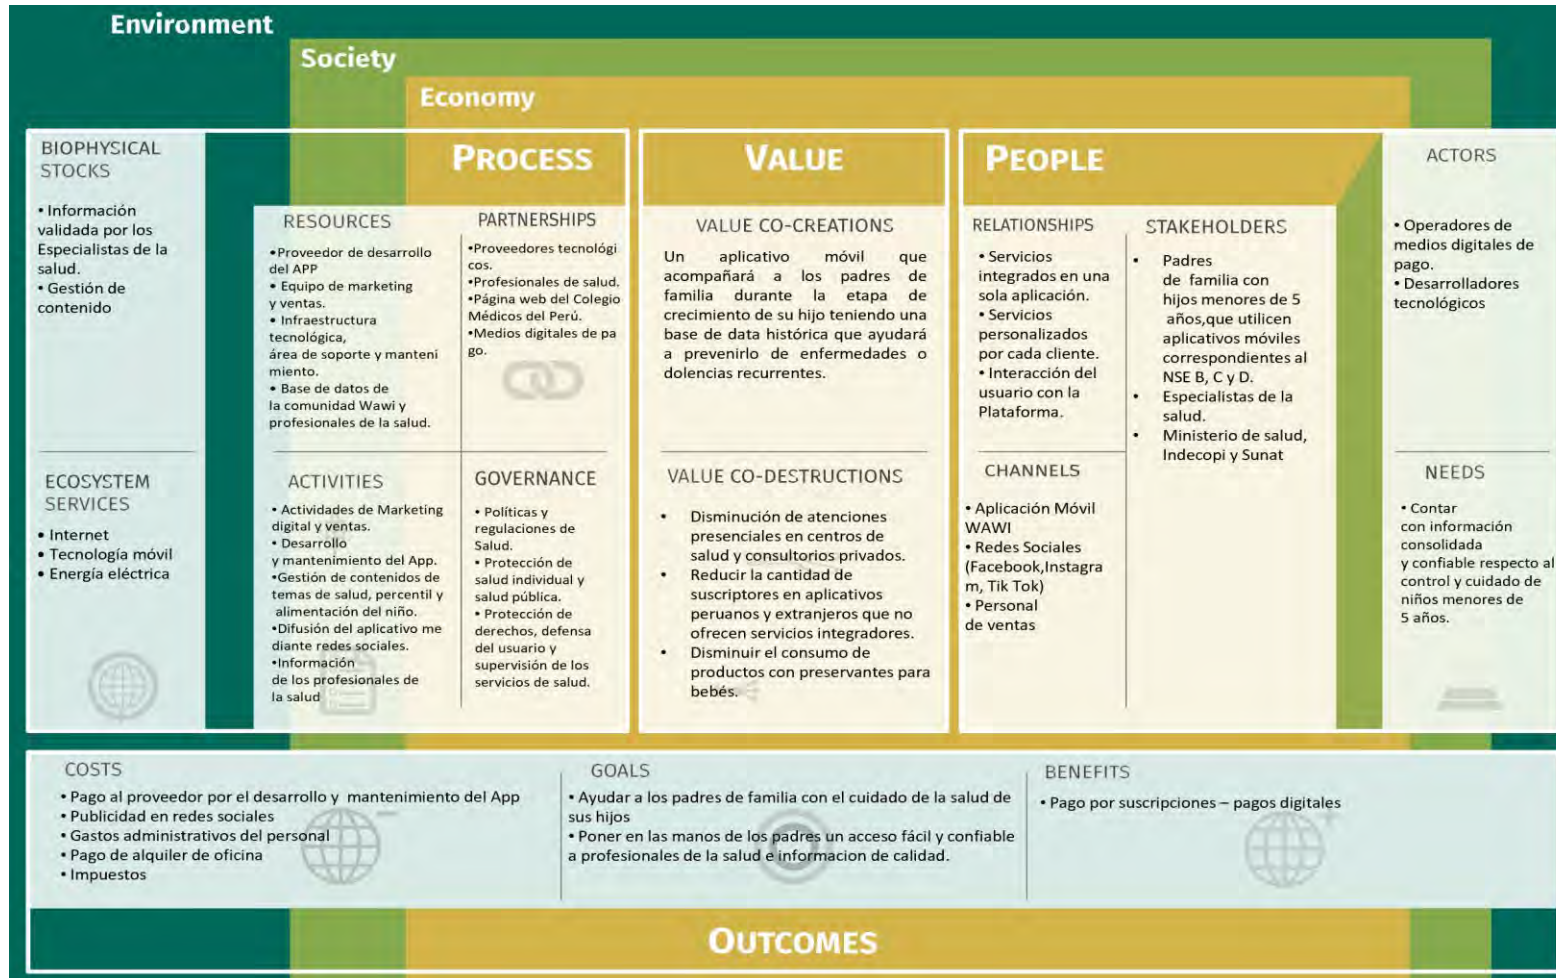 Environment
Society
Economy
BIOPHYSICAL
STOCKS
• Información
validada por los
Especialistas de la
salud.
• Gestión de
contenido
ECOSYSTEM
SERVICES
• Internet
• Tecnología móvil
• Energía eléctrica
PROCESS
RESOURCES
•Proveedor de desarrollo
del APP
• Equipo de marketing
y ventas.
• Infraestructura
tecnológica,
área de soporte y manteni
miento.
• Base de datos de
la comunidad Wawi y
profesionales de la salud.
PARTNERSHIPS
•Proveedores tecnológi
cos.
•Profesionales de salud.
•Página web del Colegio
Médicos del Perú.
•Medios digitales de pa
go.
ACTIVITIES
• Actividades de Marketing
digital y ventas.
• Desarrollo
y mantenimiento del App.
•Gestión de contenidos de
temas de salud, percentil y
alimentación del niño.
•Difusión del aplicativo me
diante redes sociales.
•Información
de los profesionales de
la salud
GOVERNANCE
• Políticas y
regulaciones de
Salud.
• Protección de
salud individual y
salud pública.
• Protección de
derechos, defensa
del usuario y
supervisión de los
servicios de salud.
VALUE
VALUE CO-CREATIONS
Un aplicativo móvil que
acompañará a los padres de
familia durante la etapa de
crecimiento de su hijo teniendo una
base de data histórica que ayudará
a prevenirlo de enfermedades o
dolencias recurrentes.
VALUE CO-DESTRUCTIONS
• Disminución de atenciones
presenciales en centros de
salud y consultorios privados.
• Reducir la cantidad de
suscriptores en aplicativos
peruanos y extranjeros que no
ofrecen servicios integradores.
• Disminuir el consumo de
productos con preservantes para
bebés.
PEOPLE
RELATIONSHIPS
• Servicios
integrados en una
sola aplicación.
• Servicios
personalizados
por cada cliente.
• Interacción del
usuario con la
Plataforma.
STAKEHOLDERS
• Padres
de familia con
hijos menores de 5
años,que utilicen
aplicativos móviles
correspondientes al
NSE B, C y D.
• Especialistas de la
salud.
• Ministerio de salud,
Indecopi y Sunat
CHANNELS
• Aplicación Móvil
WAWI
• Redes Sociales
(Facebook,Instagra
m, Tik Tok)
• Personal
de ventas
ACTORS
• Operadores de
medios digitales de
pago.
• Desarrolladores
tecnológicos
NEEDS
• Contar
con información
consolidada
y confiable respecto al
control y cuidado de
niños menores de
5 años.
COSTS
• Pago al proveedor por el desarrollo y mantenimiento del App
• Publicidad en redes sociales
• Gastos administrativos del personal
• Pago de alquiler de oficina
• Impuestos
GOALS
• Ayudar a los padres de familia con el cuidado de la salud de
sus hijos
• Poner en las manos de los padres un acceso fácil y confiable
a profesionales de la salud e informacion de calidad.
BENEFITS
• Pago por suscripciones – pagos digitales
OUTCOMES